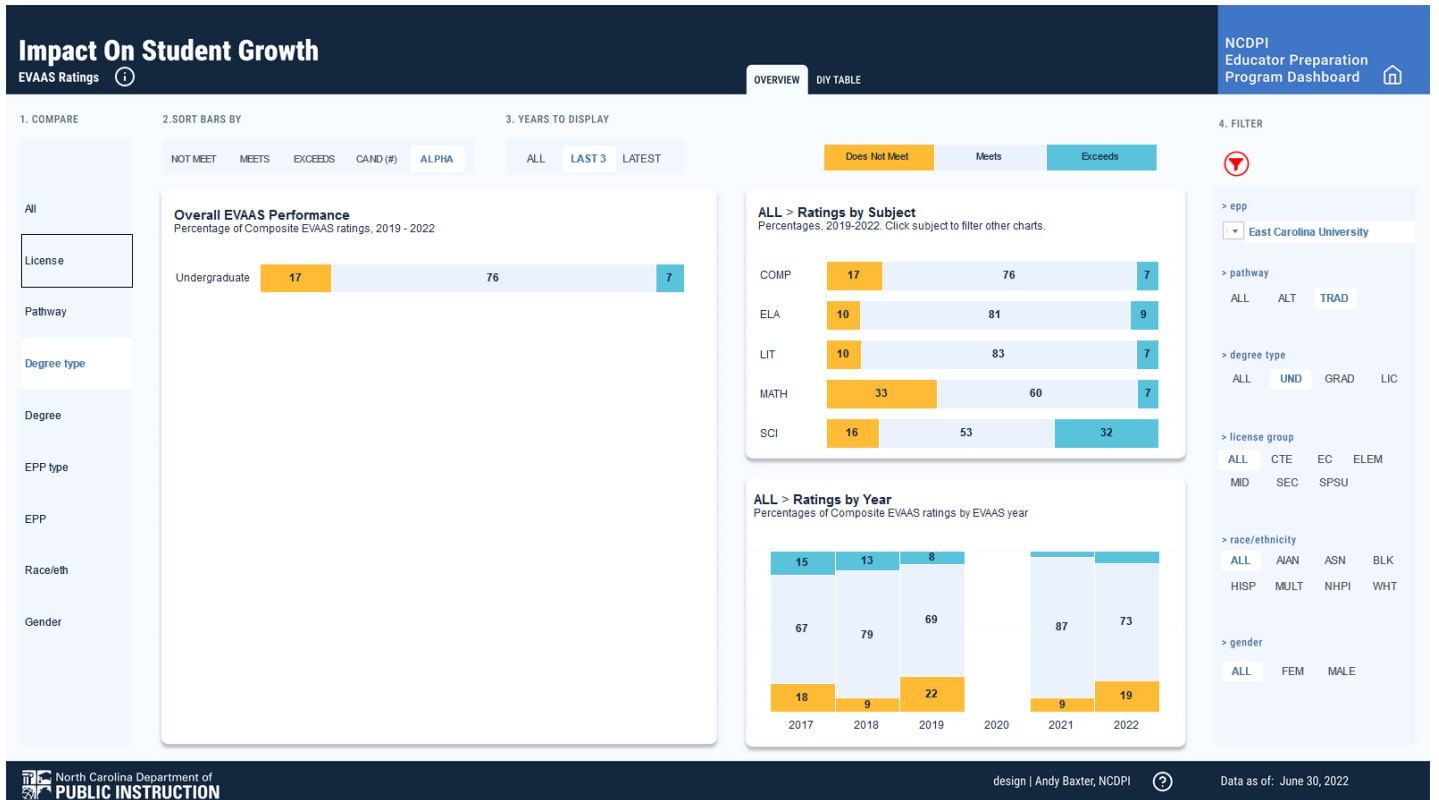 Impact On Student Growth
EVAAS Ratings i
OVERVIEW DIY TABLE
NCDPI
Educator Preparation
Program Dashboard
1. COMPARE
All
License
Pathway
Degree type
Degree
EPP type
EPP
Race/eth
Gender
2.SORT BARS BY
NOT MEET MEETS EXCEEDS CAND (#) ALPHA
3. YEARS TO DISPLAY
ALL LAST 3 LATEST
Does Not Meet Meets Exceeds
Overall EVAAS Performance
Percentage of Composite EVAAS ratings, 2019 - 2022
Undergraduate 17 76 7
ALL > Ratings by Subject
Percentages, 2019-2022. Click subject to filter other charts.
COMP 17 76 7
ELA 10 81 9
LIT 10 83 7
MATH 33 60 7
SCI 16 53 32
ALL > Ratings by Year
Percentages of Composite EVAAS ratings by EVAAS year
15 13 8
67 79 69 87 73
18 9 22 9 19
2017 2018 2019 2020 2021 2022
4. FILTER
> epp
East Carolina University
> pathway
ALL ALT TRAD
> degree type
ALL UND GRAD LIC
> license group
ALL CTE EC ELEM
MID SEC SPSU
> race/ethnicity
ALL AIAN ASN BLK
HISP MULT NHPI WHT
> gender
ALL FEM MALE
North Carolina Department of
PUBLIC INSTRUCTION
design | Andy Baxter, NCDPI ?
Data as of: June 30, 2022